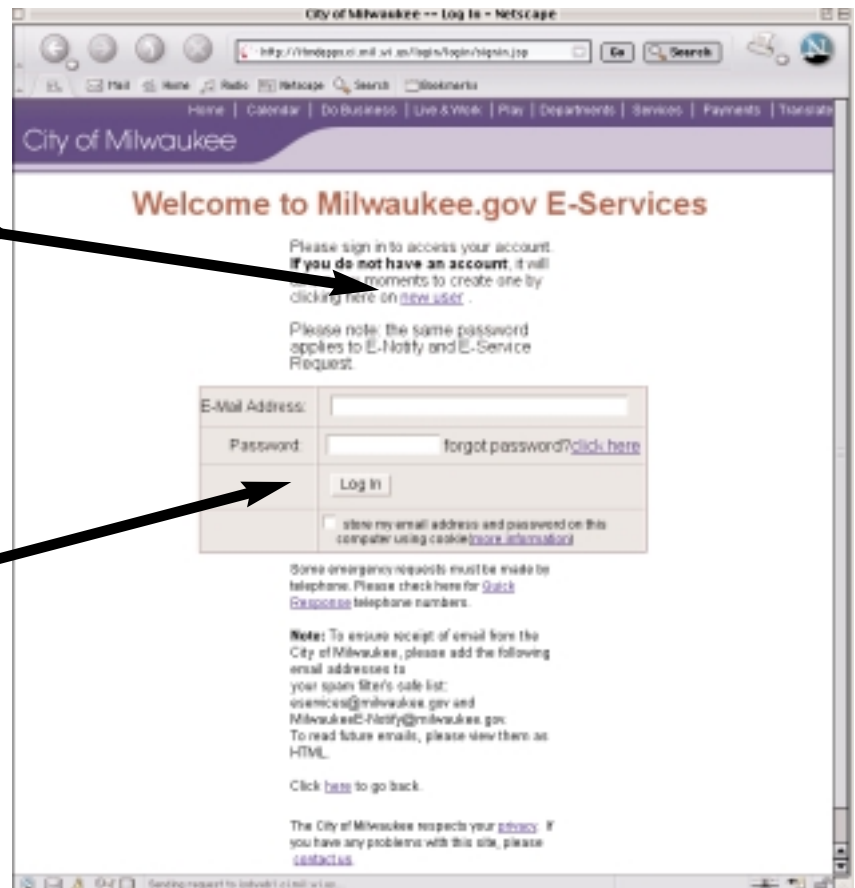 City of Milwaukee -- Log In - Netscape
Go Search
Mail Home Radio Netscape Search Bookmarks
Home | Calendar | Do Business | Live & Work | Play | Departments | Services | Payments | Translate
City of Milwaukee
Welcome to Milwaukee.gov E-Services
Please sign in to access your account.
If you do not have an account, it will
moments to create one by
clicking here on new user .
Please note: the same password
applies to E-Notify and E-Service
Request.
E-Mail Address:
Password: forgot password?click here
Log In
store my email address and password on this
computer using cookie(more information)
Some emergency requests must be made by
telephone. Please check here for Quick
Response telephone numbers.
Note: To ensure receipt of email from the
City of Milwaukee, please add the following
email addresses to
your spam filter's safe list:
eservices@milwaukee.gov and
MilwaukeeE-Notify@milwaukee.gov.
To read future emails, please view them as
HTML.
Click here to go back.
The City of Milwaukee respects your privacy. If
you have any problems with this site, please
contact us.
Sending request to